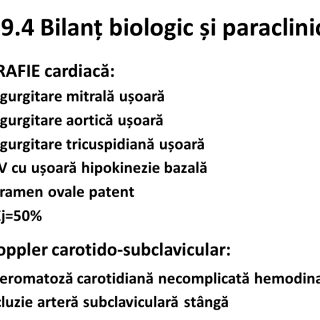 9.4 Bilanț biologic și paraclinic
RAFIE cardiacă:
gurgitare mitrală ușoară
gurgitare aortică ușoară
gurgitare tricuspidiană ușoară
V cu ușoară hipokinezie bazală
ramen ovale patent
j=50%
oppler carotido-subclavicular:
eromatoză carotidiană necomplicată hemodina
luzie arteră subclaviculară stângă